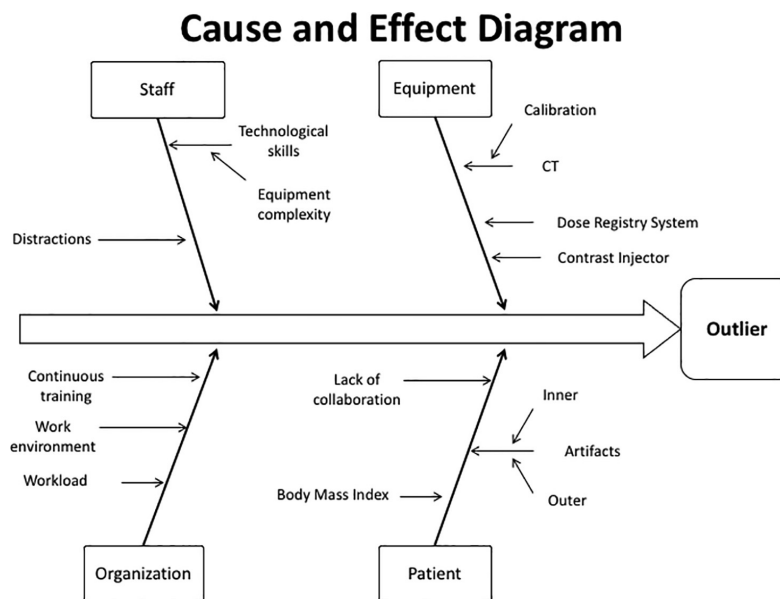 Cause and Effect Diagram
Staff
Equipment
Technological
skills
Calibration
CT
Equipment
complexity
Distractions
Dose Registry System
Contrast Injector
Outlier
Continuous
training
Lack of
collaboration
Inner
Work
environment
Artifacts
Workload
Body Mass Index
Outer
Organization
Patient